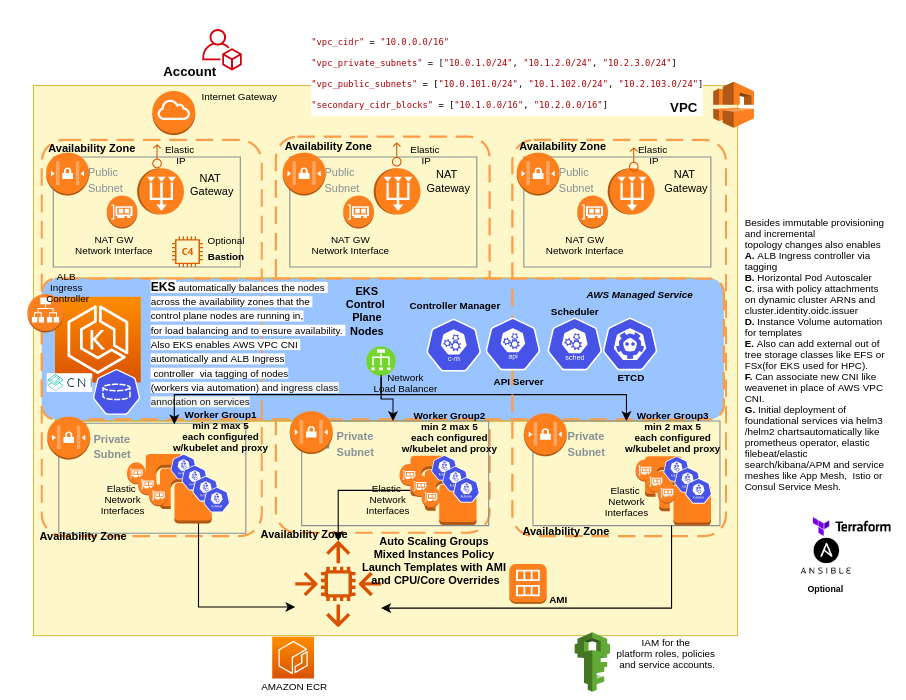 Account
"vpc_cidr" = "10.0.0.0/16"
"vpc_private_subnets" = ["10.0.1.0/24", "10.1.2.0/24", "10.2.3.0/24"]
"vpc_public_subnets" = ["10.0.101.0/24", "10.1.102.0/24", "10.2.103.0/24"]
"secondary_cidr_blocks" = ["10.1.0.0/16", "10.2.0.0/16"]
VPC
Internet Gateway
Availability Zone
Elastic
IP
Public
Subnet
NAT
Gateway
NAT GW
Network Interface
C4
Optional
Bastion
Availability Zone
Elastic
IP
Public
Subnet
NAT
Gateway
NAT GW
Network Interface
Availability Zone
Elastic
IP
Public
Subnet
NAT
Gateway
NAT GW
Network Interface
ALB
Ingress
Controller
K
CN
EKS automatically balances the nodes
across the availability zones that the
control plane nodes are running in,
for load balancing and to ensure availability.
Also EKS enables AWS VPC CNI
automatically and ALB Ingress
controller via tagging of nodes
(workers via automation) and ingress class
annotation on services
EKS
Control
Plane
Nodes
Network
Load Balancer
Controller Manager
c-m
api
API Server
AWS Managed Service
Scheduler
sched
ETCD
Private
Subnet
Worker Group1
min 2 max 5
each configured
w/kubelet and proxy
Elastic
Network
Interfaces
Availability Zone
Private
Subnet
Worker Group2
min 2 max 5
each configured
w/kubelet and proxy
Elastic
Network
Interfaces
Availability Zone
Private
Subnet
Worker Group3
min 2 max 5
each configured
w/kubelet and proxy
Elastic
Network
Interfaces
Availability Zone
Auto Scaling Groups
Mixed Instances Policy
Launch Templates with AMI
and CPU/Core Overrides
AMI
AMAZON ECR
IAM for the
platform roles, policies
and service accounts.
Besides immutable provisioning
and incremental
topology changes also enables
A. ALB Ingress controller via
tagging
B. Horizontal Pod Autoscaler
C. irsa with policy attachments
on dynamic cluster ARNs and
cluster.identity.oidc.issuer
D. Instance Volume automation
for templates
E. Also can add external out of
tree storage classes like EFS or
FSx(for EKS used for HPC).
F. Can associate new CNI like
weavenet in place of AWS VPC
CNI.
G. Initial deployment of
foundational services via helm3
/helm2 chartsautomatically like
prometheus operator, elastic
filebeat/elastic
search/kibana/APM and service
meshes like App Mesh, Istio or
Consul Service Mesh.
Terraform
ANSIBLE
Optional